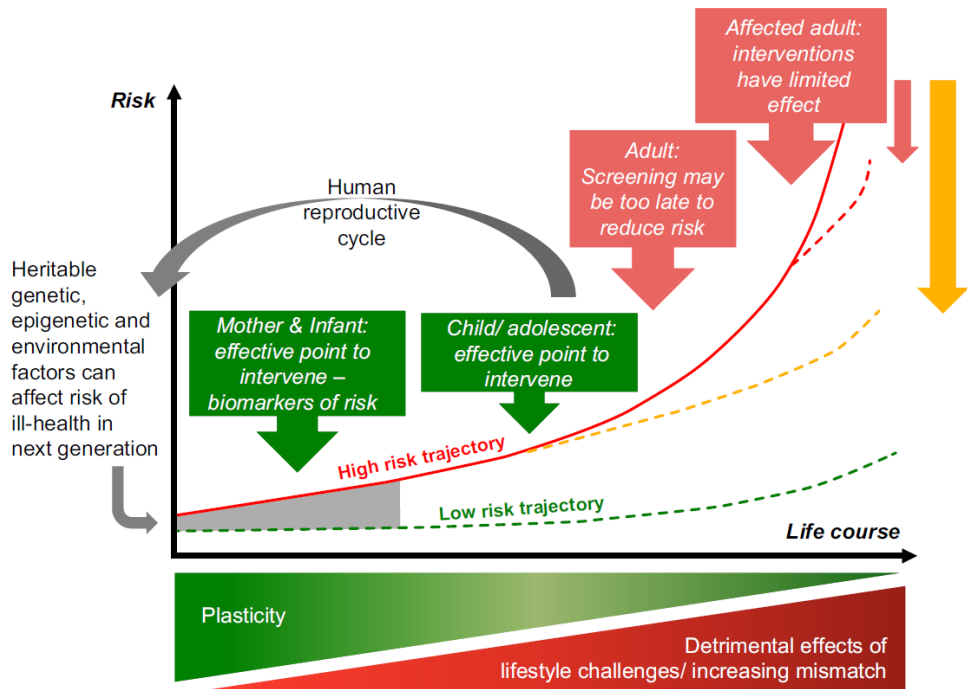 Risk
Affected adult:
interventions
have limited
effect
Adult:
Screening may
be too late to
reduce risk
Human
reproductive
cycle
Heritable
genetic,
epigenetic and
environmental
factors can
affect risk of
ill-health in
next generation
Mother & Infant:
effective point to
intervene –
biomarkers of risk
Child/ adolescent:
effective point to
intervene
High risk trajectory
Low risk trajectory
Life course
Plasticity
Detrimental effects of
lifestyle challenges/ increasing mismatch